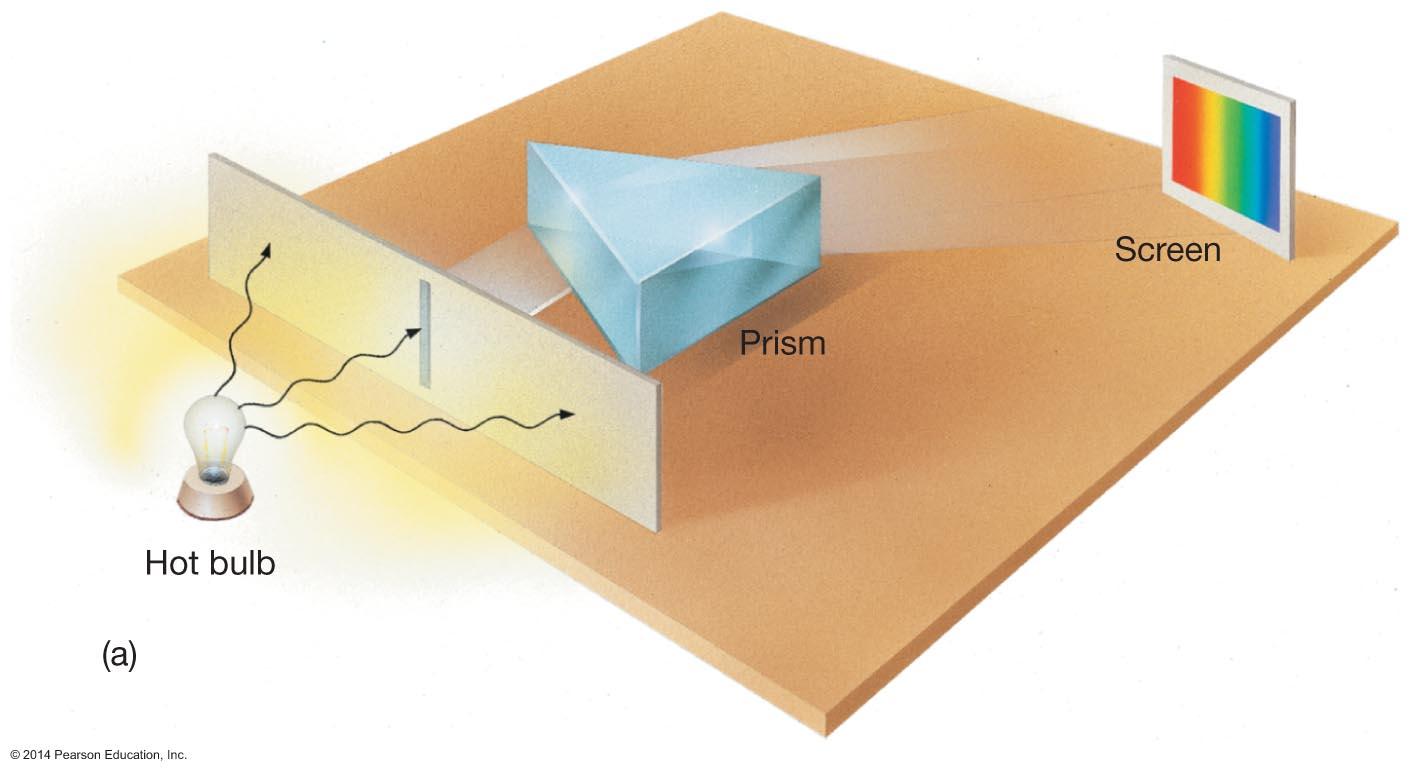 Screen
Prism
Hot bulb
(a)
© 2014 Pearson Education, Inc.